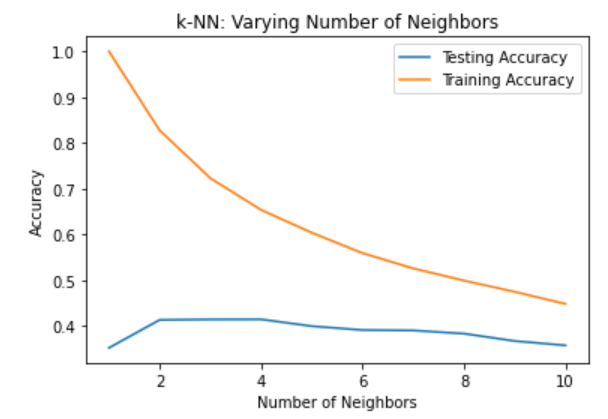 k-NN: Varying Number of Neighbors
Testing Accuracy
Training Accuracy
1.0
0.9
0.8
0.7
0.6
0.5
0.4
Accuracy
2 4 6 8 10
Number of Neighbors